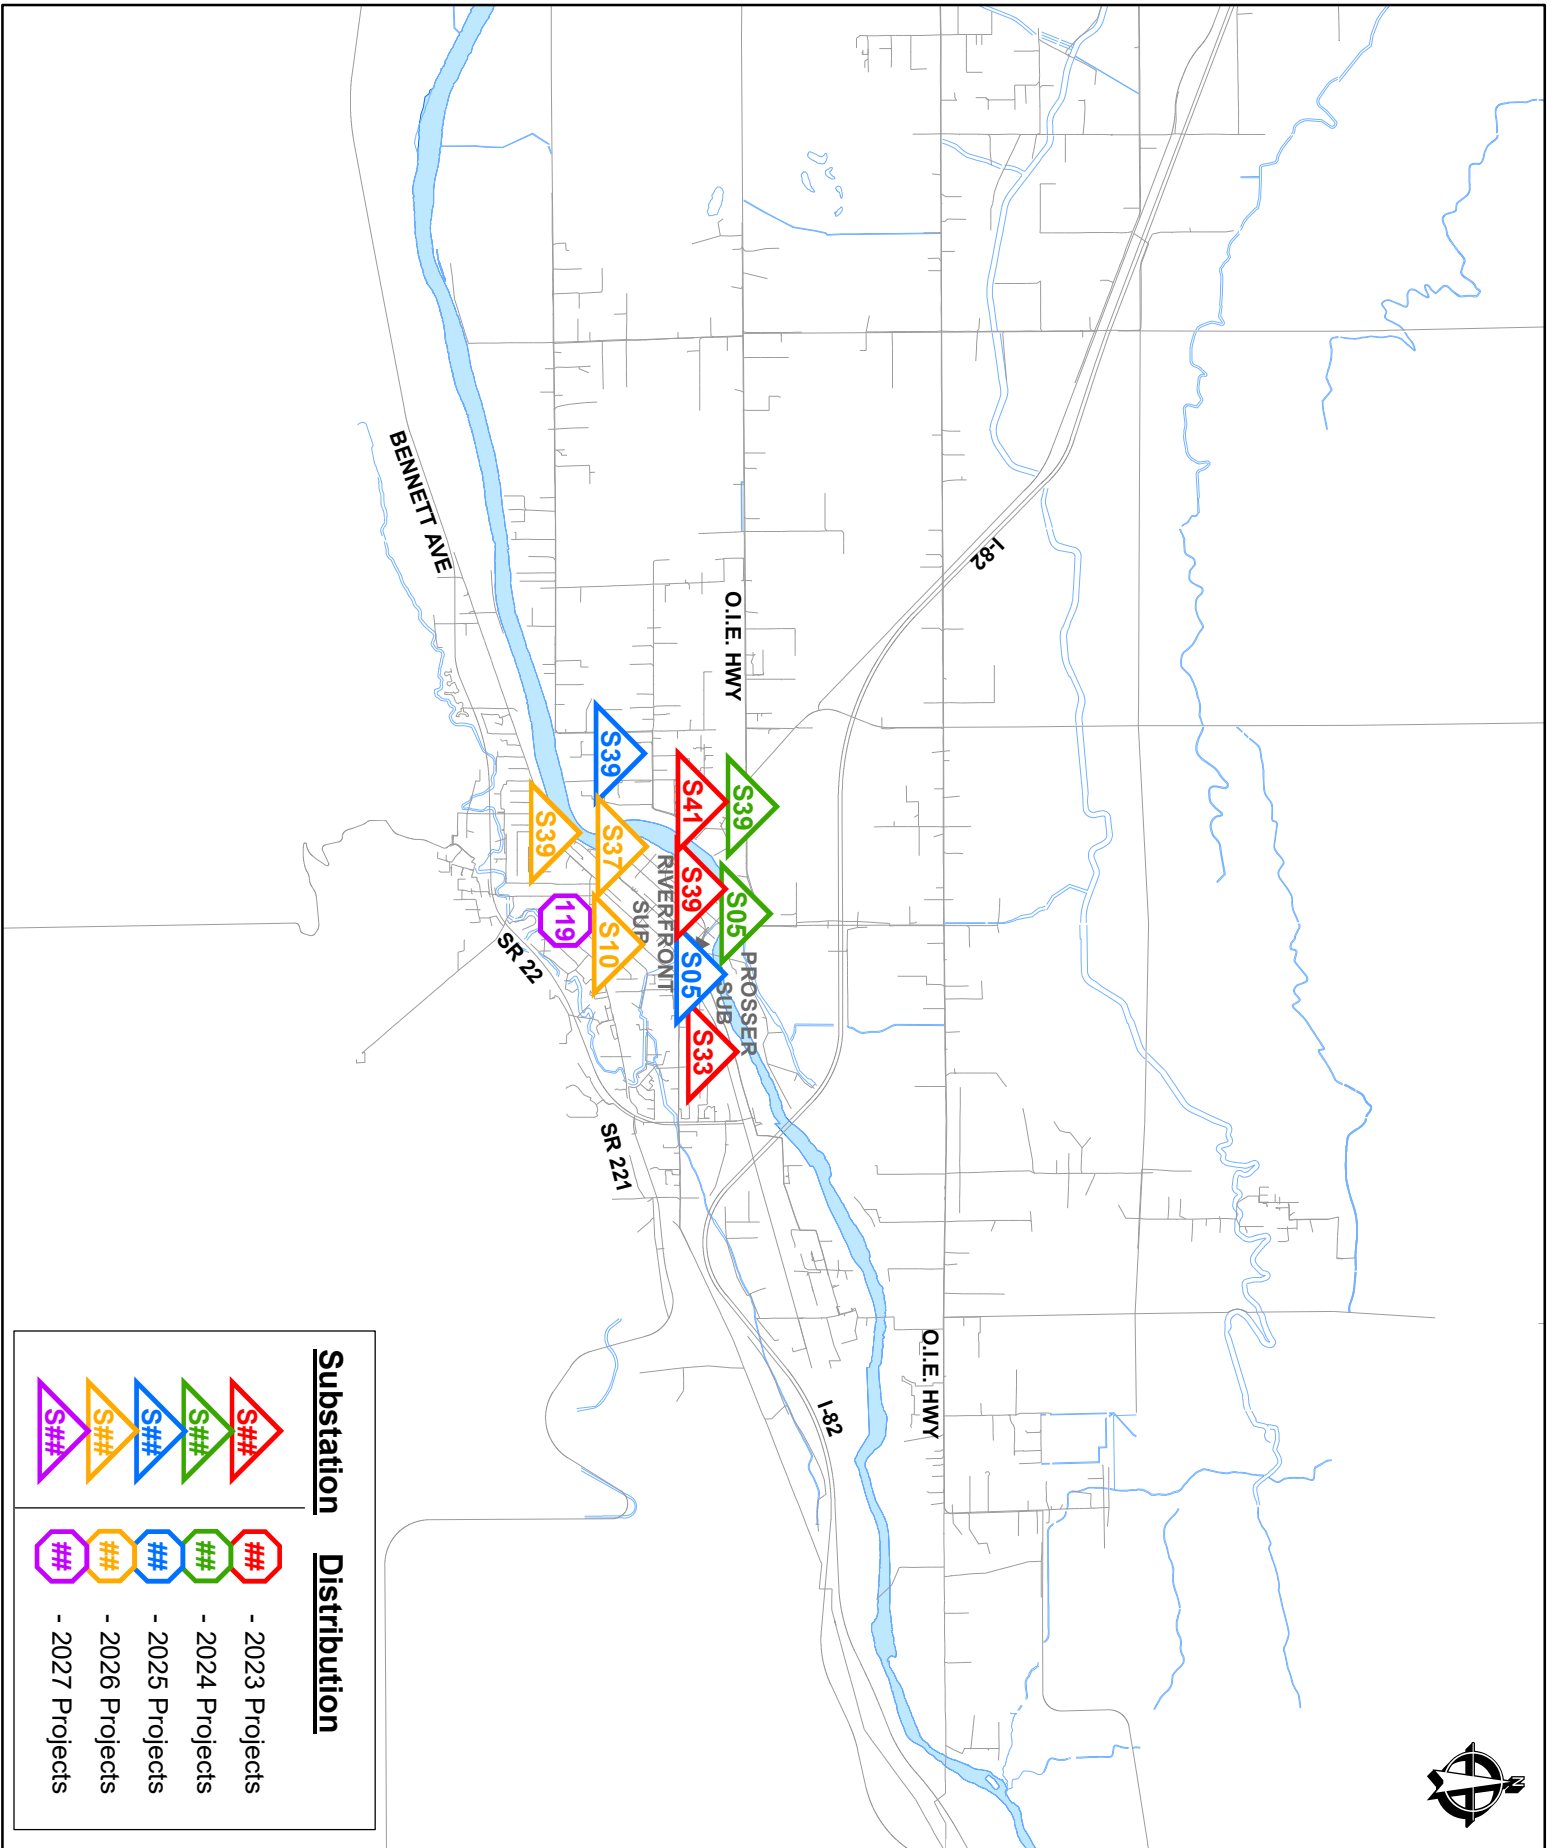 N
I-82
O.I.E. HWY
I-82
O.I.E. HWY
S39
S05
PROSSER
SUB
S41
S39
S05
S33
RIVERFRONT
SUB
S39
S37
S10
SR 221
S39
119
SR 22
BENNETT AVE
Substation Distribution
S## ## - 2023 Projects
S## ## - 2024 Projects
S## ## - 2025 Projects
S## ## - 2026 Projects
S## ## - 2027 Projects